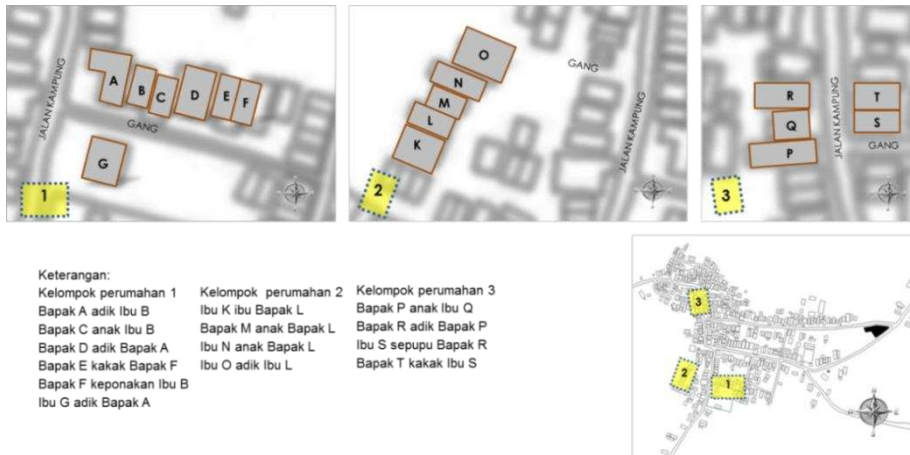 A
B
C
D
E
F
G
JALAN KAMPUNG
GANG
1
O
N
M
L
K
GANG
JALAN KAMPUNG
2
R
Q
P
T
S
JALAN KAMPUNG
GANG
3
Keterangan:
Kelompok perumahan 1
Bapak A adik Ibu B
Bapak C anak Ibu B
Bapak D adik Bapak A
Bapak E kakak Bapak F
Bapak F keponakan Ibu B
Ibu G adik Bapak A
Kelompok perumahan 2
Ibu K ibu Bapak L
Bapak M anak Bapak L
Ibu N anak Bapak L
Ibu O adik Ibu L
Kelompok perumahan 3
Bapak P anak Ibu Q
Bapak R adik Bapak P
Ibu S sepupu Bapak R
Bapak T kakak Ibu S
3
2
1